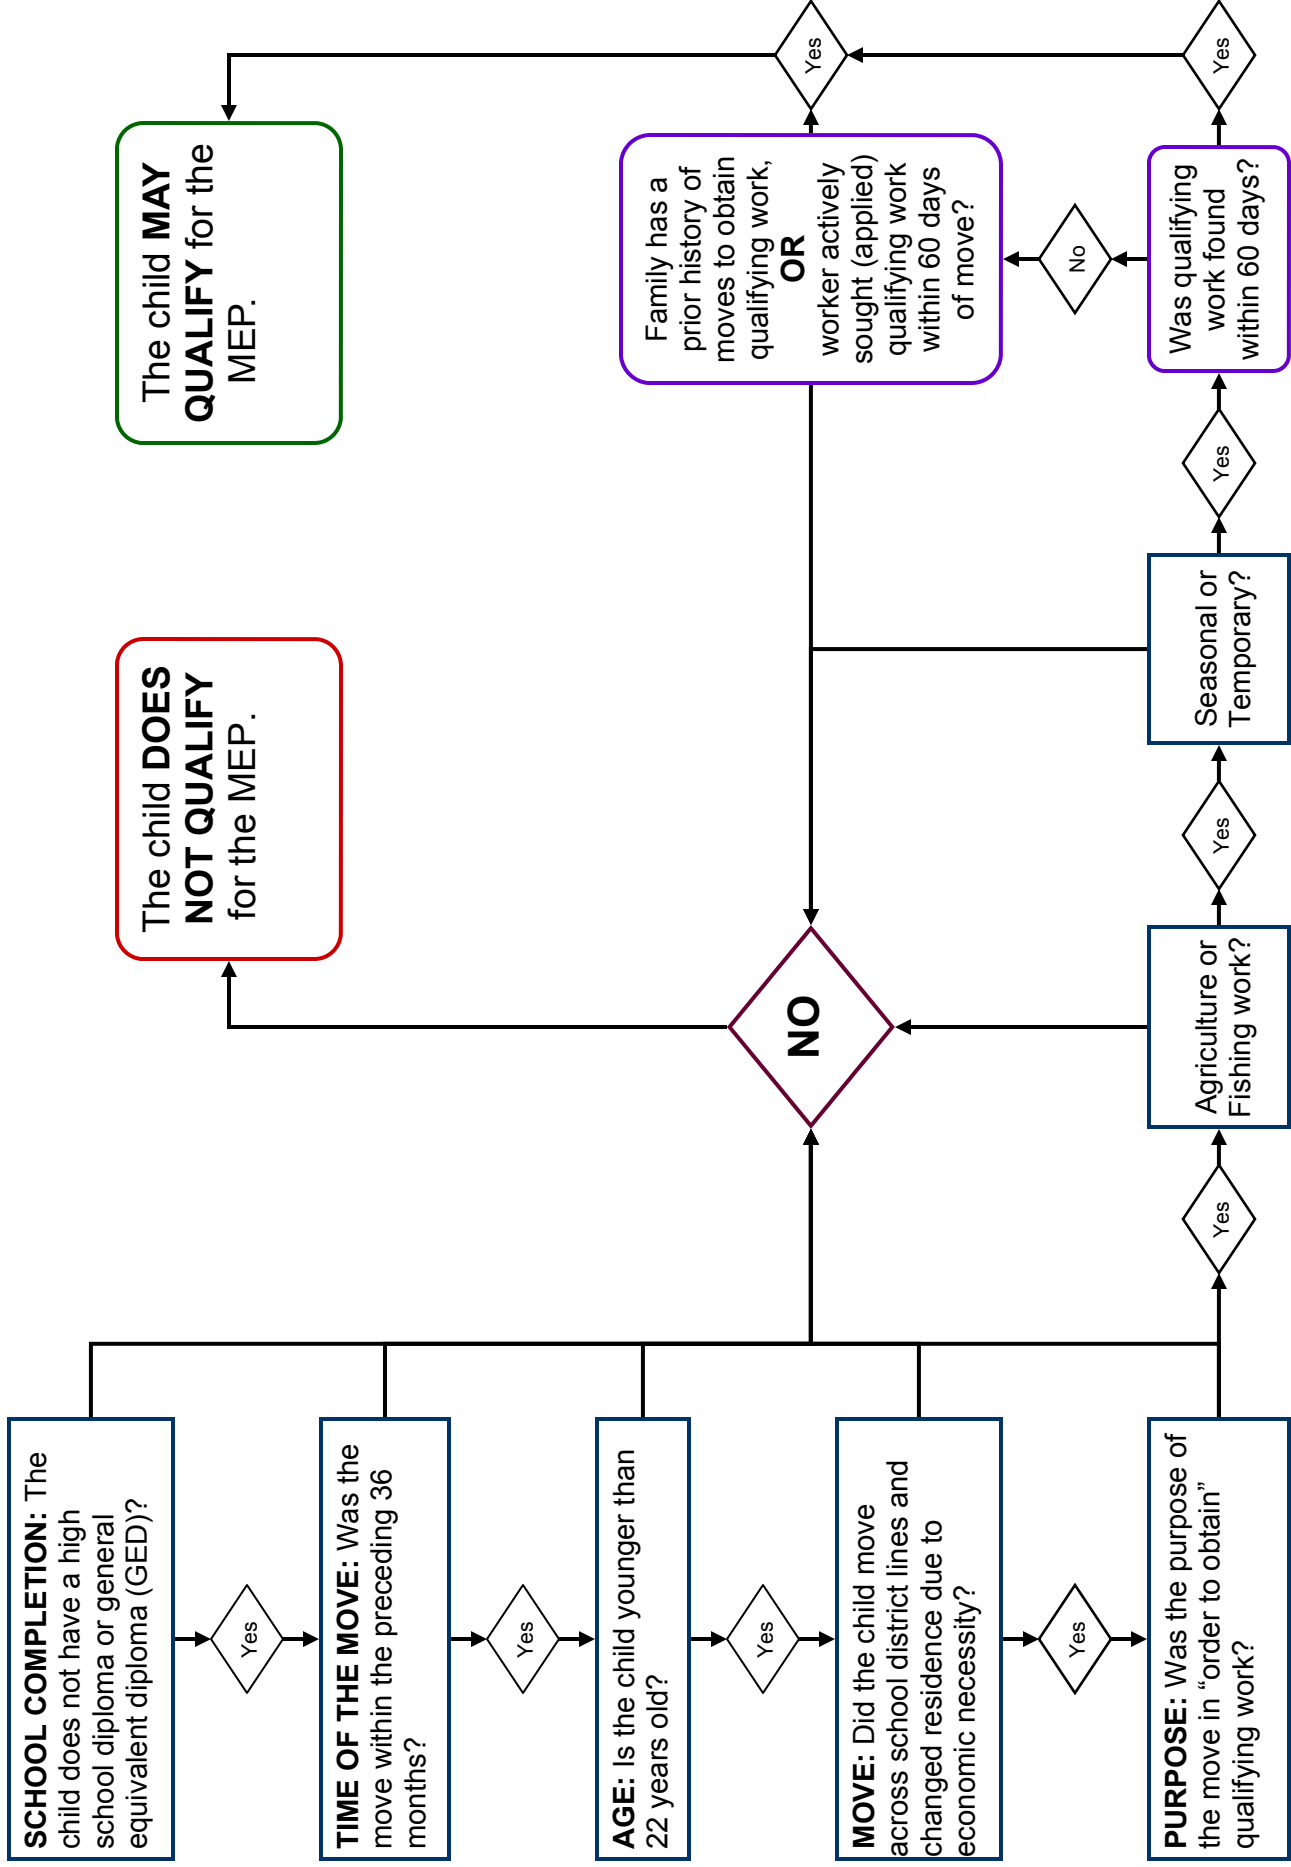 SCHOOL COMPLETION: The
child does not have a high
school diploma or general
equivalent diploma (GED)?
Yes
TIME OF THE MOVE: Was the
move within the preceding 36
months?
Yes
AGE: Is the child younger than
22 years old?
Yes
MOVE: Did the child move
across school district lines and
changed residence due to
economic necessity?
Yes
PURPOSE: Was the purpose of
the move in “order to obtain”
qualifying work?
Yes
Agriculture or
Fishing work?
Yes
Seasonal or
Temporary?
Yes
Was qualifying
work found
within 60 days?
Yes
No
Family has a
prior history of
moves to obtain
qualifying work,
OR
worker actively
sought (applied)
qualifying work
within 60 days
of move?
Yes
NO
The child DOES
NOT QUALIFY
for the MEP.
The child MAY
QUALIFY for the
MEP.